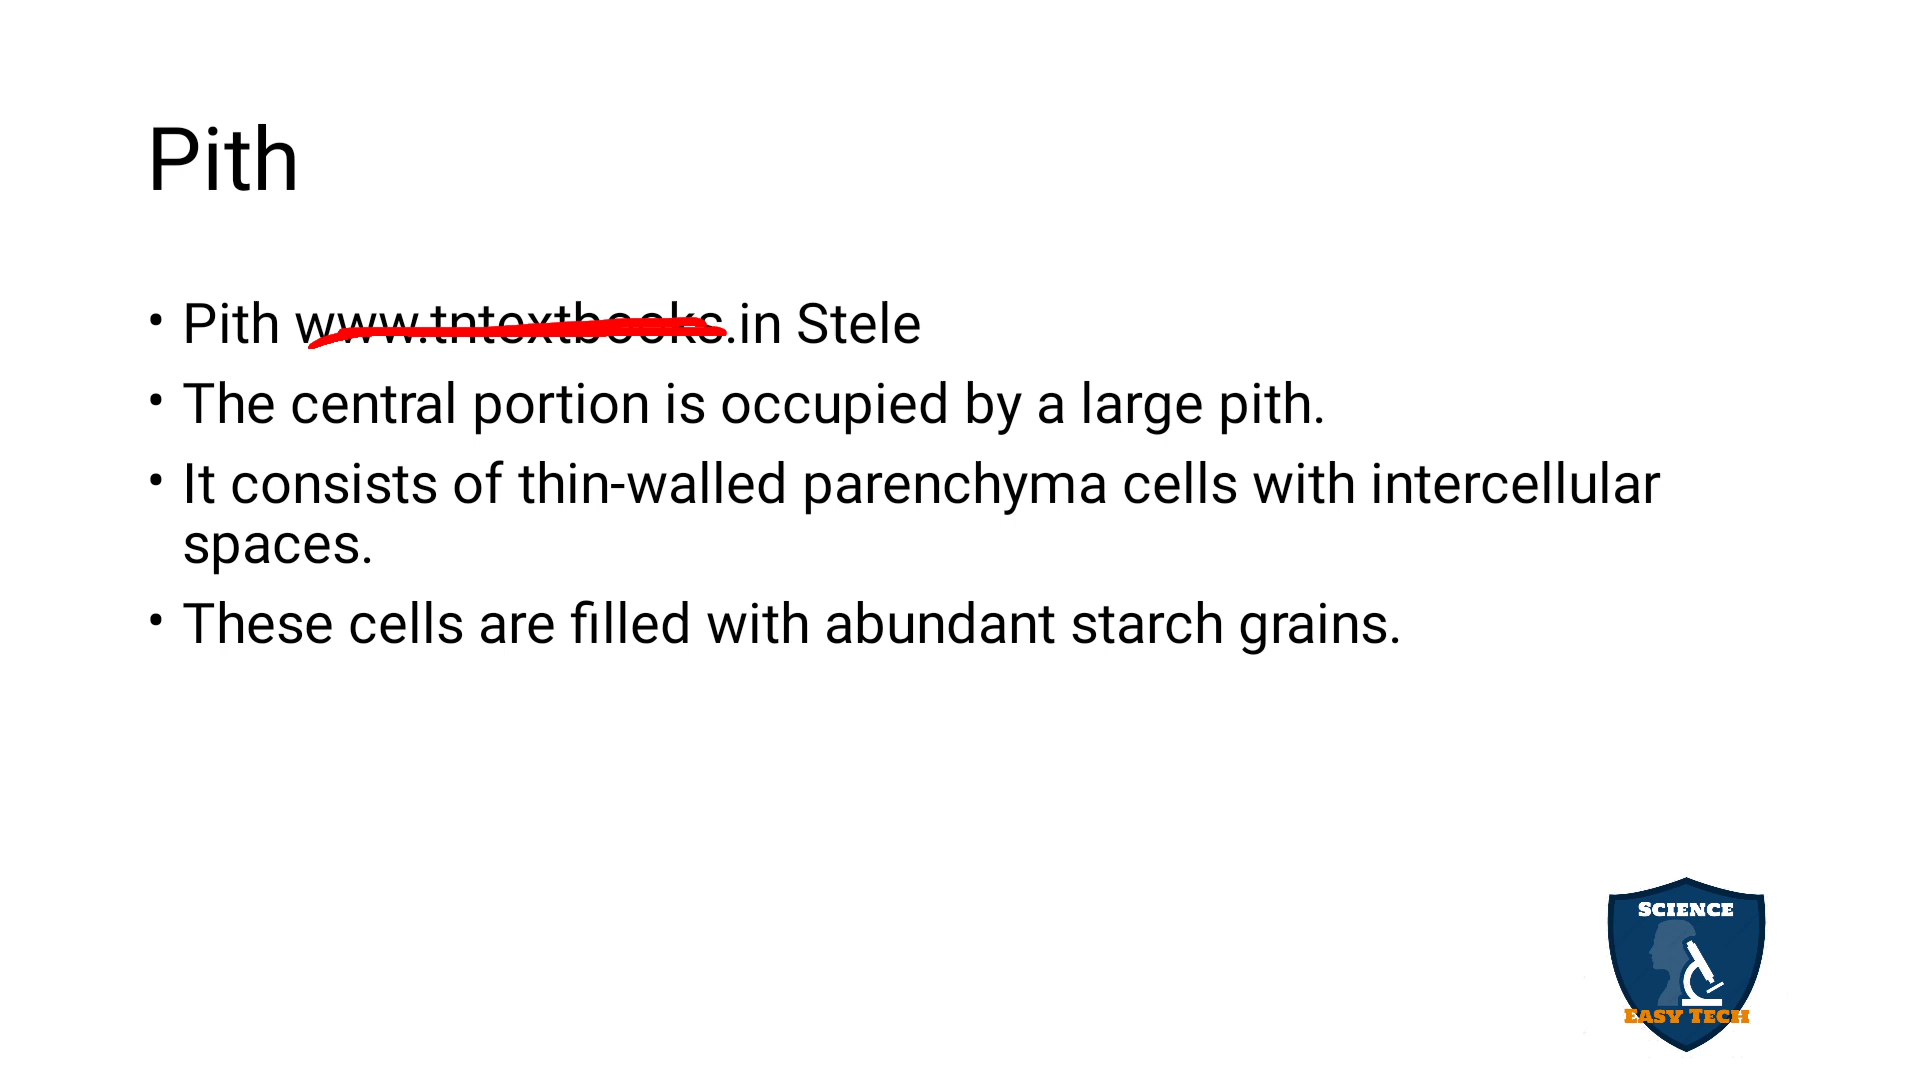 Pith
• Pith www.tntextbooks.in Stele
• The central portion is occupied by a large pith.
• It consists of thin-walled parenchyma cells with intercellular
spaces.
• These cells are filled with abundant starch grains.
SCIENCE
EASY TECH